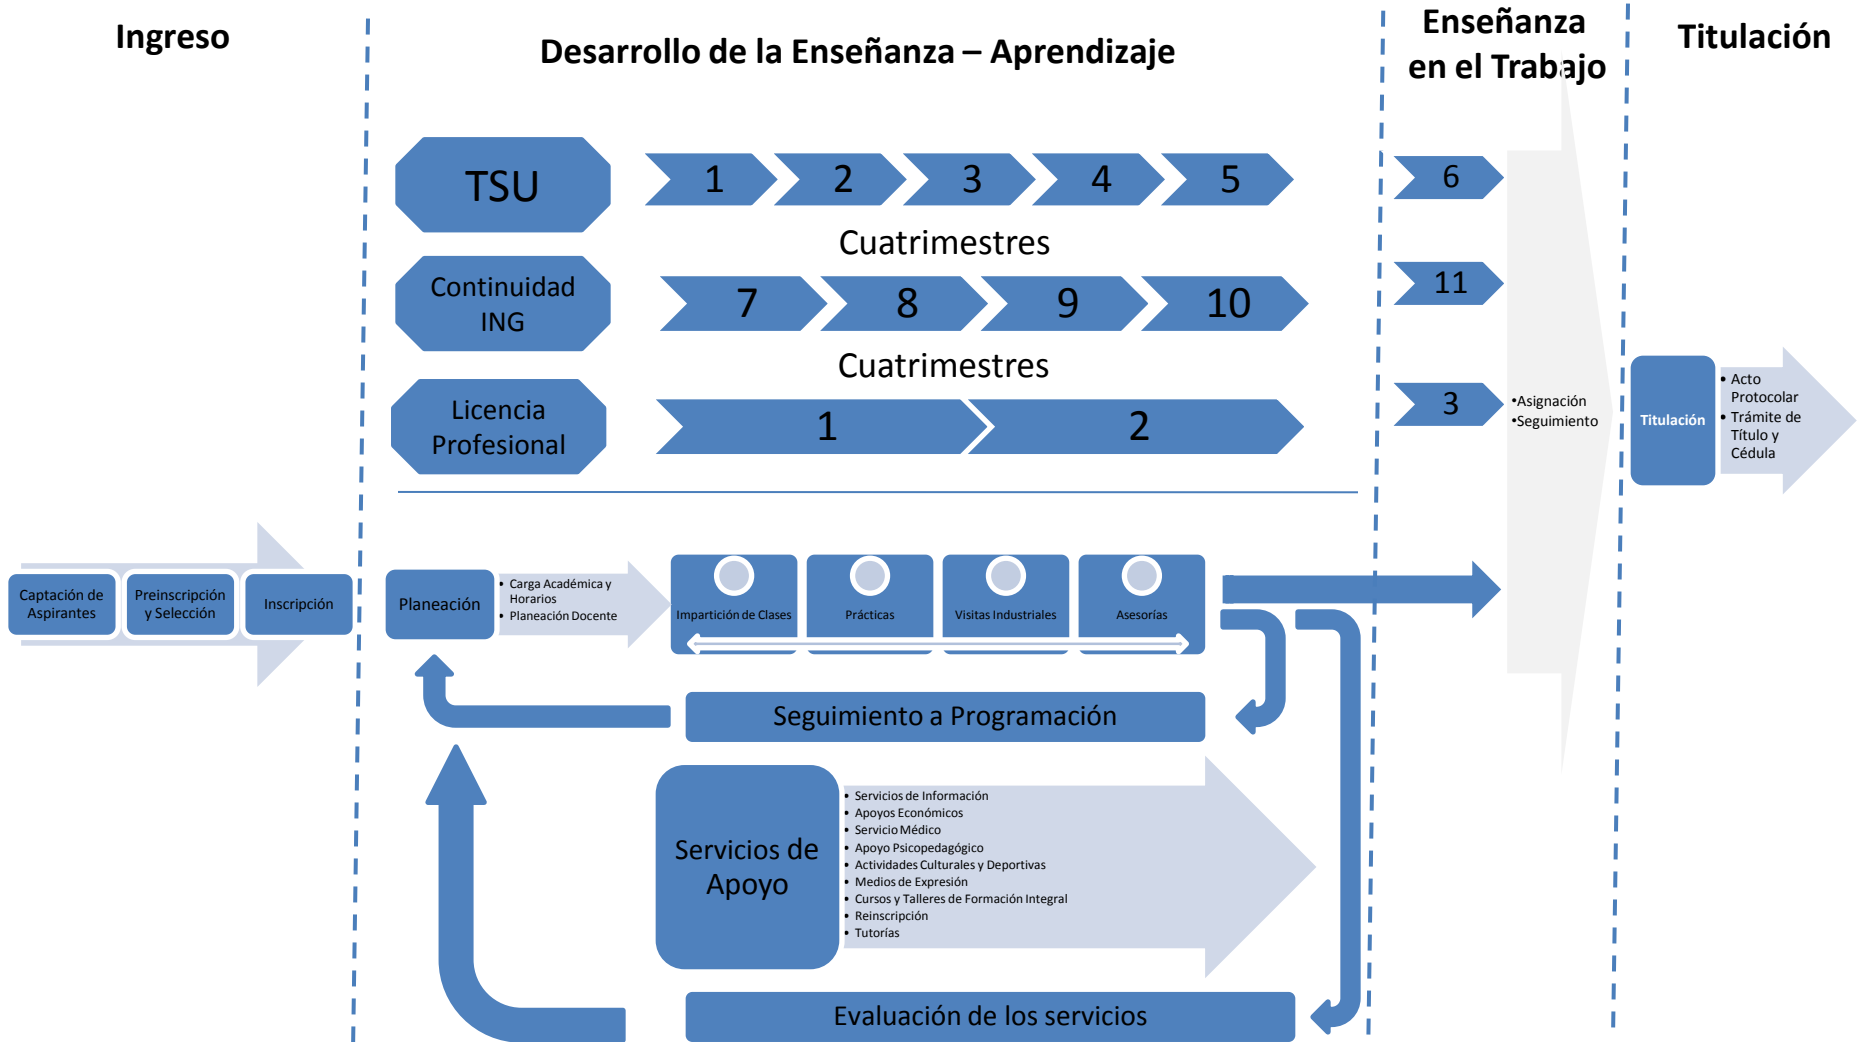 Ingreso
Desarrollo de la Enseñanza – Aprendizaje
Enseñanza
en el Trabajo
Titulación
TSU
1
2
3
4
5
6
Cuatrimestres
Continuidad
ING
7
8
9
10
11
Cuatrimestres
Licencia
Profesional
1
2
3
•Asignación
•Seguimiento
Titulación
• Acto
Protocolar
• Trámite de
Título y
Cédula
Captación de
Aspirantes
Preinscripción
y Selección
Inscripción
Planeación
• Carga Académica y
Horarios
• Planeación Docente
Impartición de Clases
Prácticas
Visitas Industriales
Asesorías
Seguimiento a Programación
Servicios de
Apoyo
• Servicios de Información
• Apoyos Económicos
• Servicio Médico
• Apoyo Psicopedagógico
• Actividades Culturales y Deportivas
• Medios de Expresión
• Cursos y Talleres de Formación Integral
• Reinscripción
• Tutorías
Evaluación de los servicios